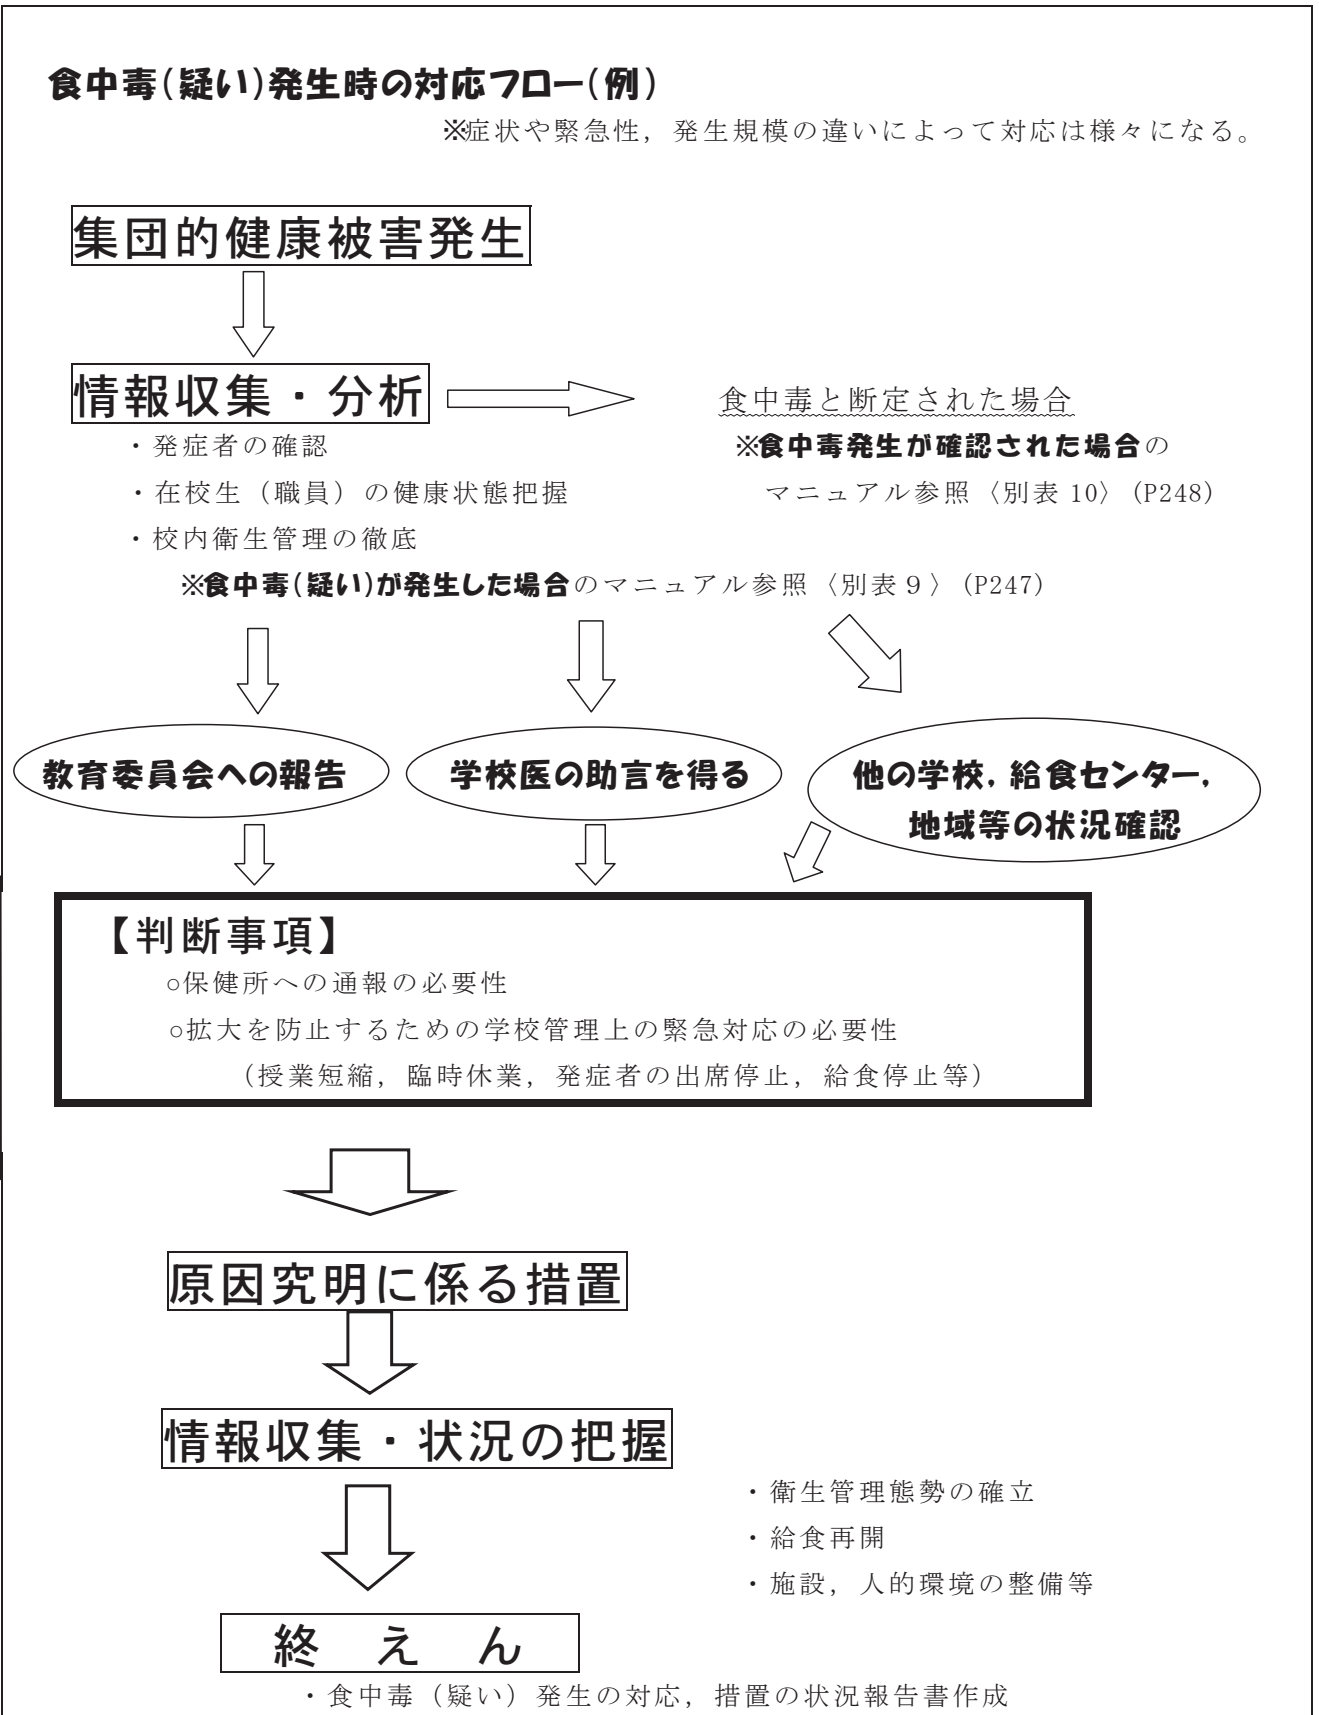 食中毒(疑い)発生時の対応フロー(例)
※症状や緊急性，発生規模の違いによって対応は様々になる。
集団的健康被害発生
情報収集・分析
食中毒と断定された場合
・発症者の確認
※食中毒発生が確認された場合の
・在校生（職員）の健康状態把握
マニュアル参照〈別表10〉(P248)
・校内衛生管理の徹底
※食中毒(疑い)が発生した場合のマニュアル参照〈別表９〉(P247)
教育委員会への報告
学校医の助言を得る
他の学校，給食センター，
地域等の状況確認
【判断事項】
○保健所への通報の必要性
○拡大を防止するための学校管理上の緊急対応の必要性
（授業短縮，臨時休業，発症者の出席停止，給食停止等）
原因究明に係る措置
情報収集・状況の把握
・衛生管理態勢の確立
・給食再開
・施設，人的環境の整備等
終　え　ん
・食中毒（疑い）発生の対応，措置の状況報告書作成